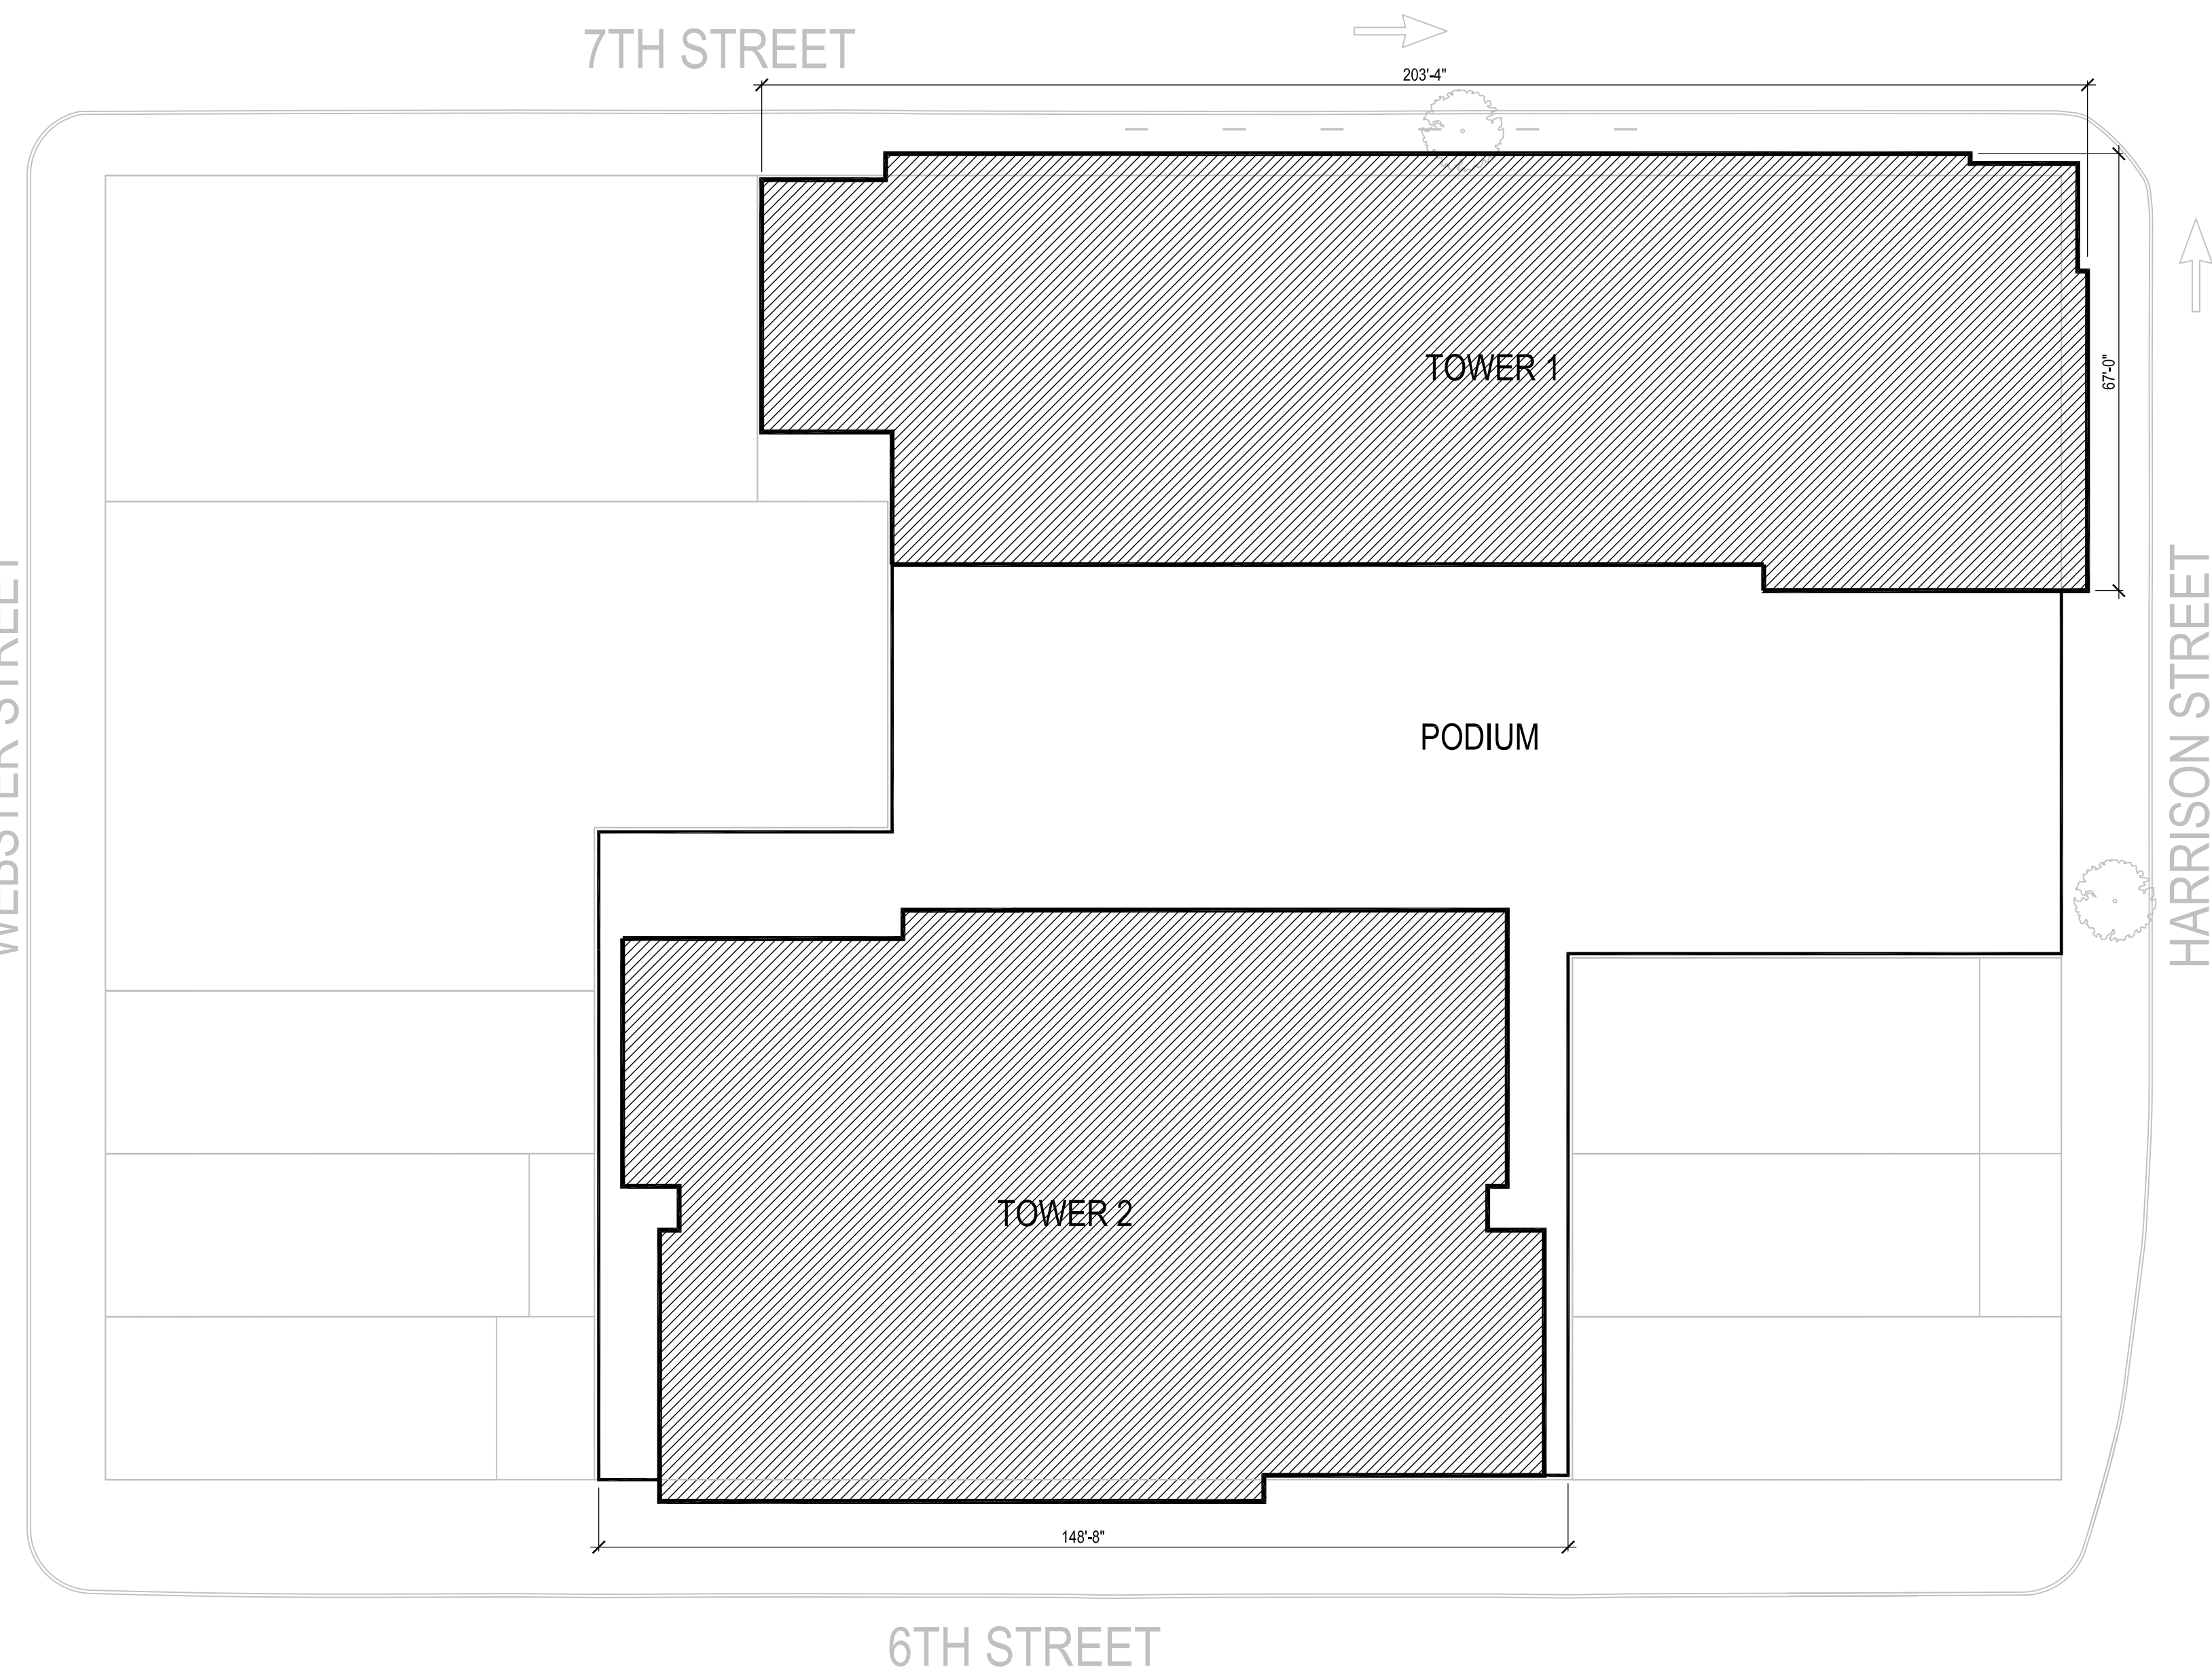 7TH STREET
203'-4"
TOWER 1
67'-0"
WEBSTER STREET
PODIUM
HARRISON STREET
TOWER 2
148'-8"
6TH STREET